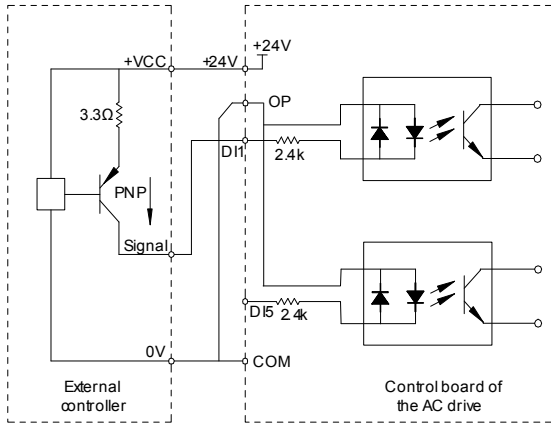 +VCC
+24V
+24V
OP
3.3Ω
DI1
2.4k
PNP
Signal
DI5
2.4k
0V
COM
External
controller
Control board of
the AC drive